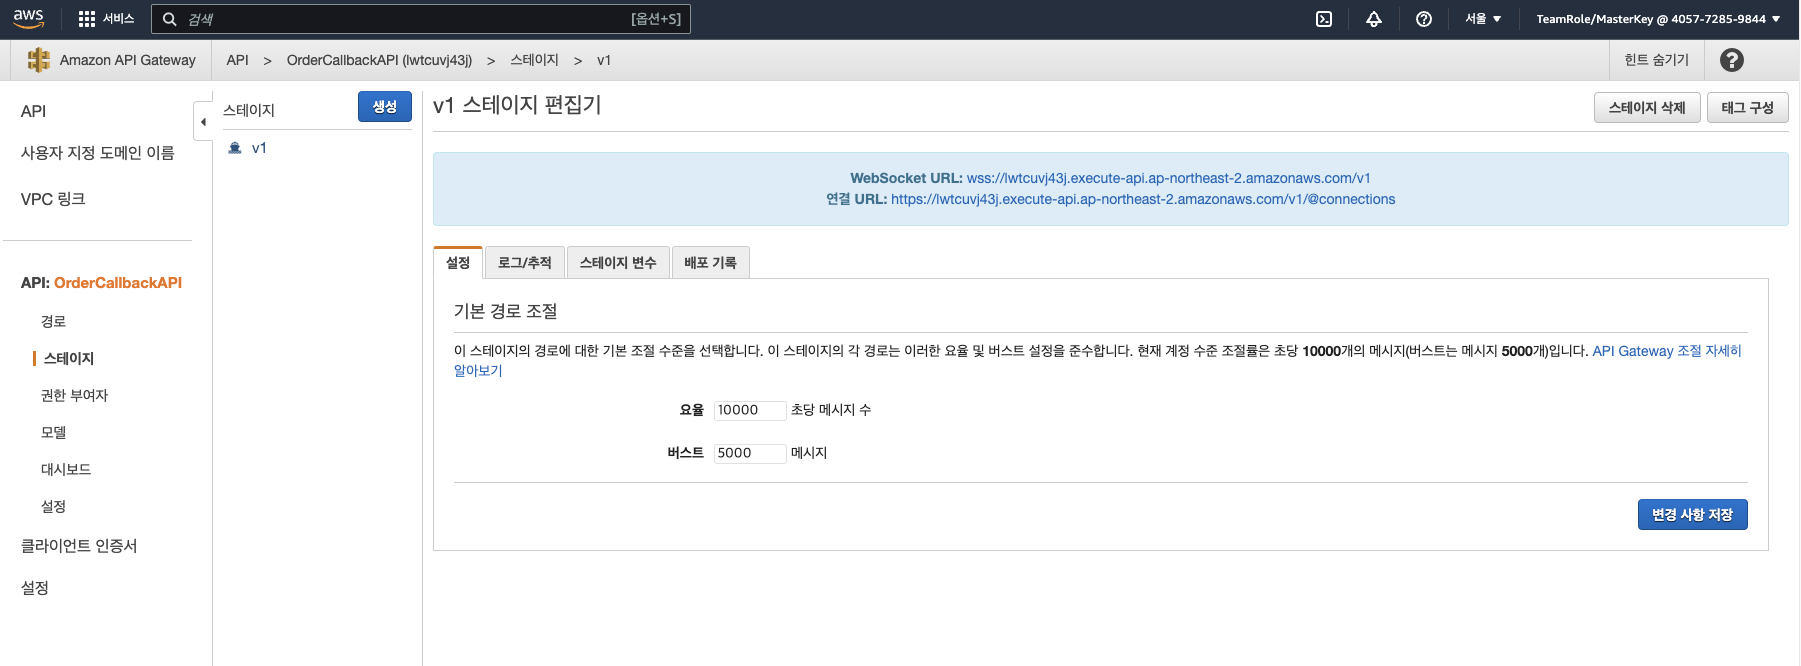 aws
서비스
검색
[옵션+S]
서울 ▼
TeamRole/MasterKey @ 4057-7285-9844 ▼
Amazon API Gateway
API > OrderCallbackAPI (lwtcuvj43j) > 스테이지 > v1
힌트 숨기기
API
사용자 지정 도메인 이름
VPC 링크
API: OrderCallbackAPI
경로
스테이지
권한 부여자
모델
대시보드
설정
클라이언트 인증서
설정
스테이지
생성
v1
v1 스테이지 편집기
스테이지 삭제
태그 구성
WebSocket URL: wss://lwtcuvj43j.execute-api.ap-northeast-2.amazonaws.com/v1
연결 URL: https://lwtcuvj43j.execute-api.ap-northeast-2.amazonaws.com/v1/@connections
설정
로그/추적
스테이지 변수
배포 기록
기본 경로 조절
이 스테이지의 경로에 대한 기본 조절 수준을 선택합니다. 이 스테이지의 각 경로는 이러한 요율 및 버스트 설정을 준수합니다. 현재 계정 수준 조절률은 초당 10000개의 메시지(버스트는 메시지 5000개)입니다. API Gateway 조절 자세히
알아보기
요율 10000 초당 메시지 수
버스트 5000 메시지
변경 사항 저장